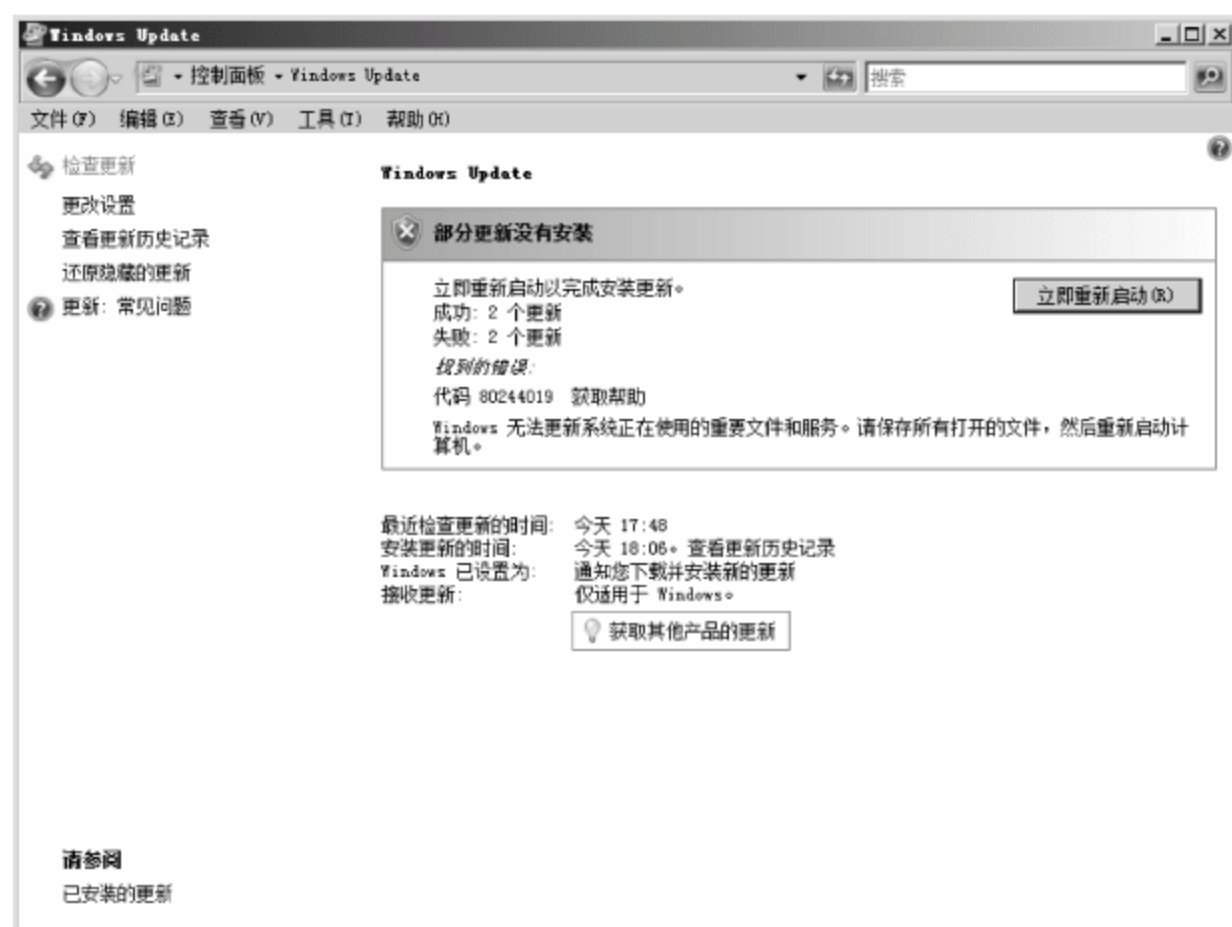 Windows Update
控制面板 Windows Update 搜索
文件(F) 编辑(E) 查看(V) 工具(T) 帮助(H)
检查更新
更改设置
查看更新历史记录
还原隐藏的更新
更新: 常见问题
Windows Update
部分更新没有安装
立即重新启动以完成安装更新。
立即重新启动(R)
成功: 2 个更新
失败: 2 个更新
找到的错误:
代码 80244019 获取帮助
Windows 无法更新系统正在使用的重要文件和服务。请保存所有打开的文件，然后重新启动计
算机。
最近检查更新的时间: 今天 17:48
安装更新的时间: 今天 18:06。查看更新历史记录
Windows 已设置为: 通知您下载并安装新的更新
接收更新: 仅适用于 Windows。
获取其他产品的更新
请参阅
已安装的更新